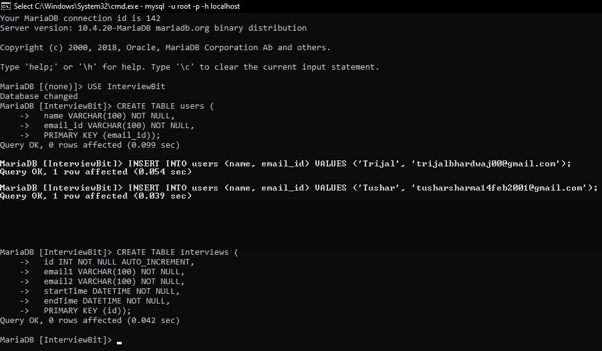 Select C:\Windows\System32\cmd.exe - mysql -u root -p -h localhost
Your MariaDB connection id is 142
Server version: 10.4.20-MariaDB mariadb.org binary distribution
Copyright (c) 2000, 2018, Oracle, MariaDB Corporation Ab and others.
Type 'help;' or '\h' for help. Type '\c' to clear the current input statement.
MariaDB [(none)]> USE InterviewBit
Database changed
MariaDB [InterviewBit]> CREATE TABLE users (
    ->   name VARCHAR(100) NOT NULL,
    ->   email_id VARCHAR(100) NOT NULL,
    ->   PRIMARY KEY (email_id));
Query OK, 0 rows affected (0.099 sec)
MariaDB [InterviewBit]> INSERT INTO users (name, email_id) VALUES ('Trijal', 'trijalbhardwaj00@gmail.com');
Query OK, 1 row affected (0.054 sec)
MariaDB [InterviewBit]> INSERT INTO users (name, email_id) VALUES ('Tushar', 'tusharsharma14feb2001@gmail.com');
Query OK, 1 row affected (0.039 sec)
MariaDB [InterviewBit]> CREATE TABLE interviews (
    ->   id INT NOT NULL AUTO_INCREMENT,
    ->   email1 VARCHAR(100) NOT NULL,
    ->   email2 VARCHAR(100) NOT NULL,
    ->   startTime DATETIME NOT NULL,
    ->   endTime DATETIME NOT NULL,
    ->   PRIMARY KEY (id));
Query OK, 0 rows affected (0.042 sec)
MariaDB [InterviewBit]>